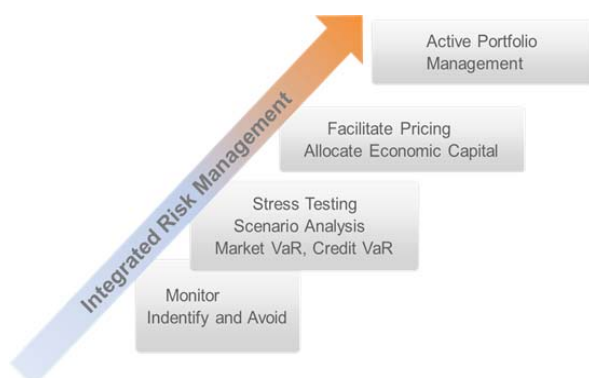 Active Portfolio
Management
Facilitate Pricing
Allocate Economic Capital
Integrated Risk Management
Stress Testing
Scenario Analysis
Market VaR, Credit VaR
Monitor
Indentify and Avoid